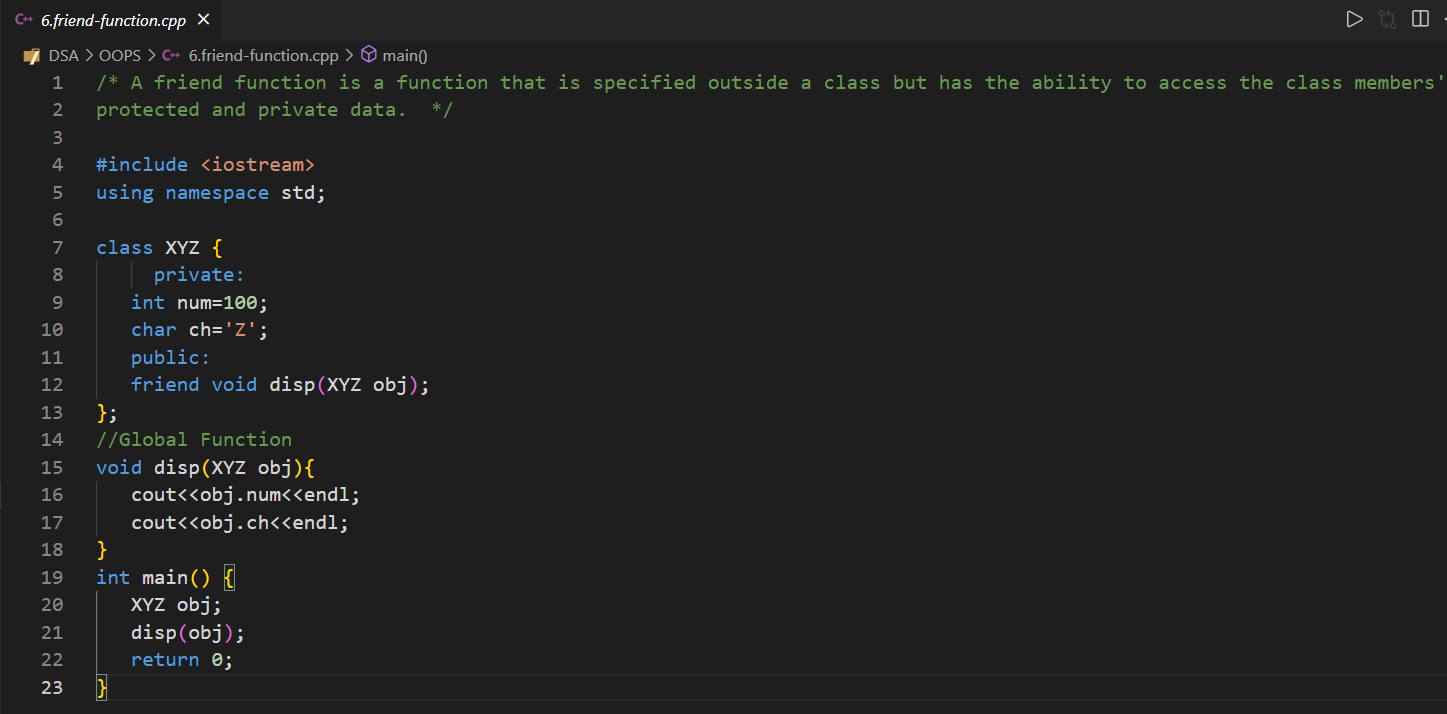 C++ 6.friend-function.cpp ×
DSA > OOPS > C++ 6.friend-function.cpp > main()
1 /* A friend function is a function that is specified outside a class but has the ability to access the class members'
2 protected and private data.  */
3
4 #include <iostream>
5 using namespace std;
6
7 class XYZ {
8      private:
9    int num=100;
10    char ch='Z';
11    public:
12    friend void disp(XYZ obj);
13 };
14 //Global Function
15 void disp(XYZ obj){
16    cout<<obj.num<<endl;
17    cout<<obj.ch<<endl;
18 }
19 int main() {
20    XYZ obj;
21    disp(obj);
22    return 0;
23 }